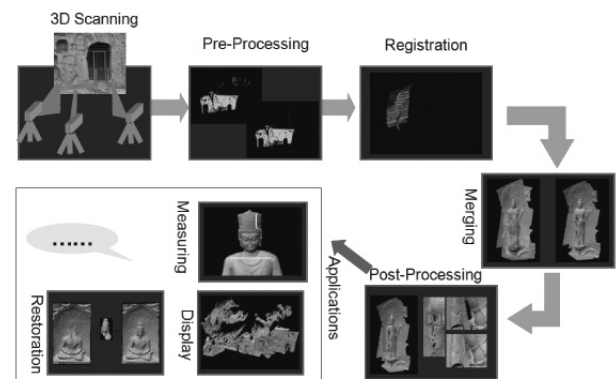 3D Scanning
Pre-Processing
Registration
Merging
Post-Processing
Applications
Measuring
Display
Restoration
......